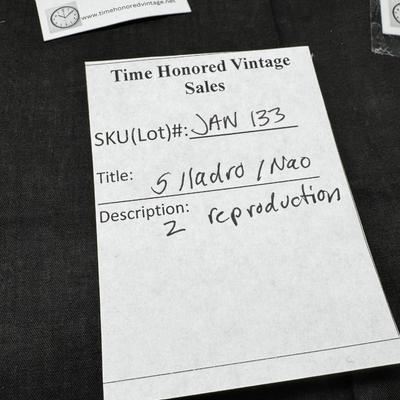 www.timehonoredvintage.net
Time Honored Vintage
Sales
SKU(Lot)#: JAN 133
Title: 5 lladro / Nao
Description: 2 reproduction